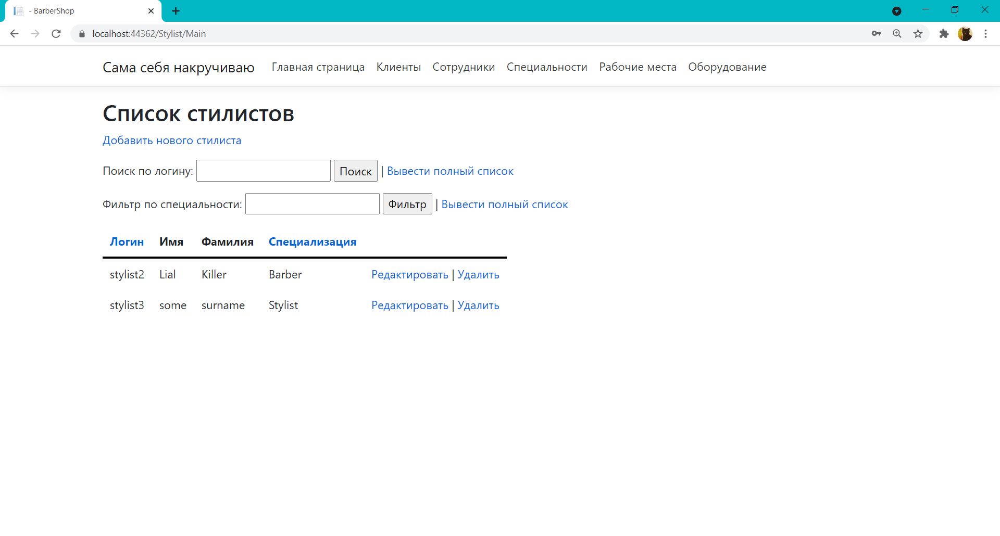 - BarberShop
localhost:44362/Stylist/Main
Сама себя накручиваю Главная страница Клиенты Сотрудники Специальности Рабочие места Оборудование
Список стилистов
Добавить нового стилиста
Поиск по логину: Поиск | Вывести полный список
Фильтр по специальности: Фильтр | Вывести полный список
Логин Имя Фамилия Специализация
stylist2 Lial Killer Barber Редактировать | Удалить
stylist3 some surname Stylist Редактировать | Удалить